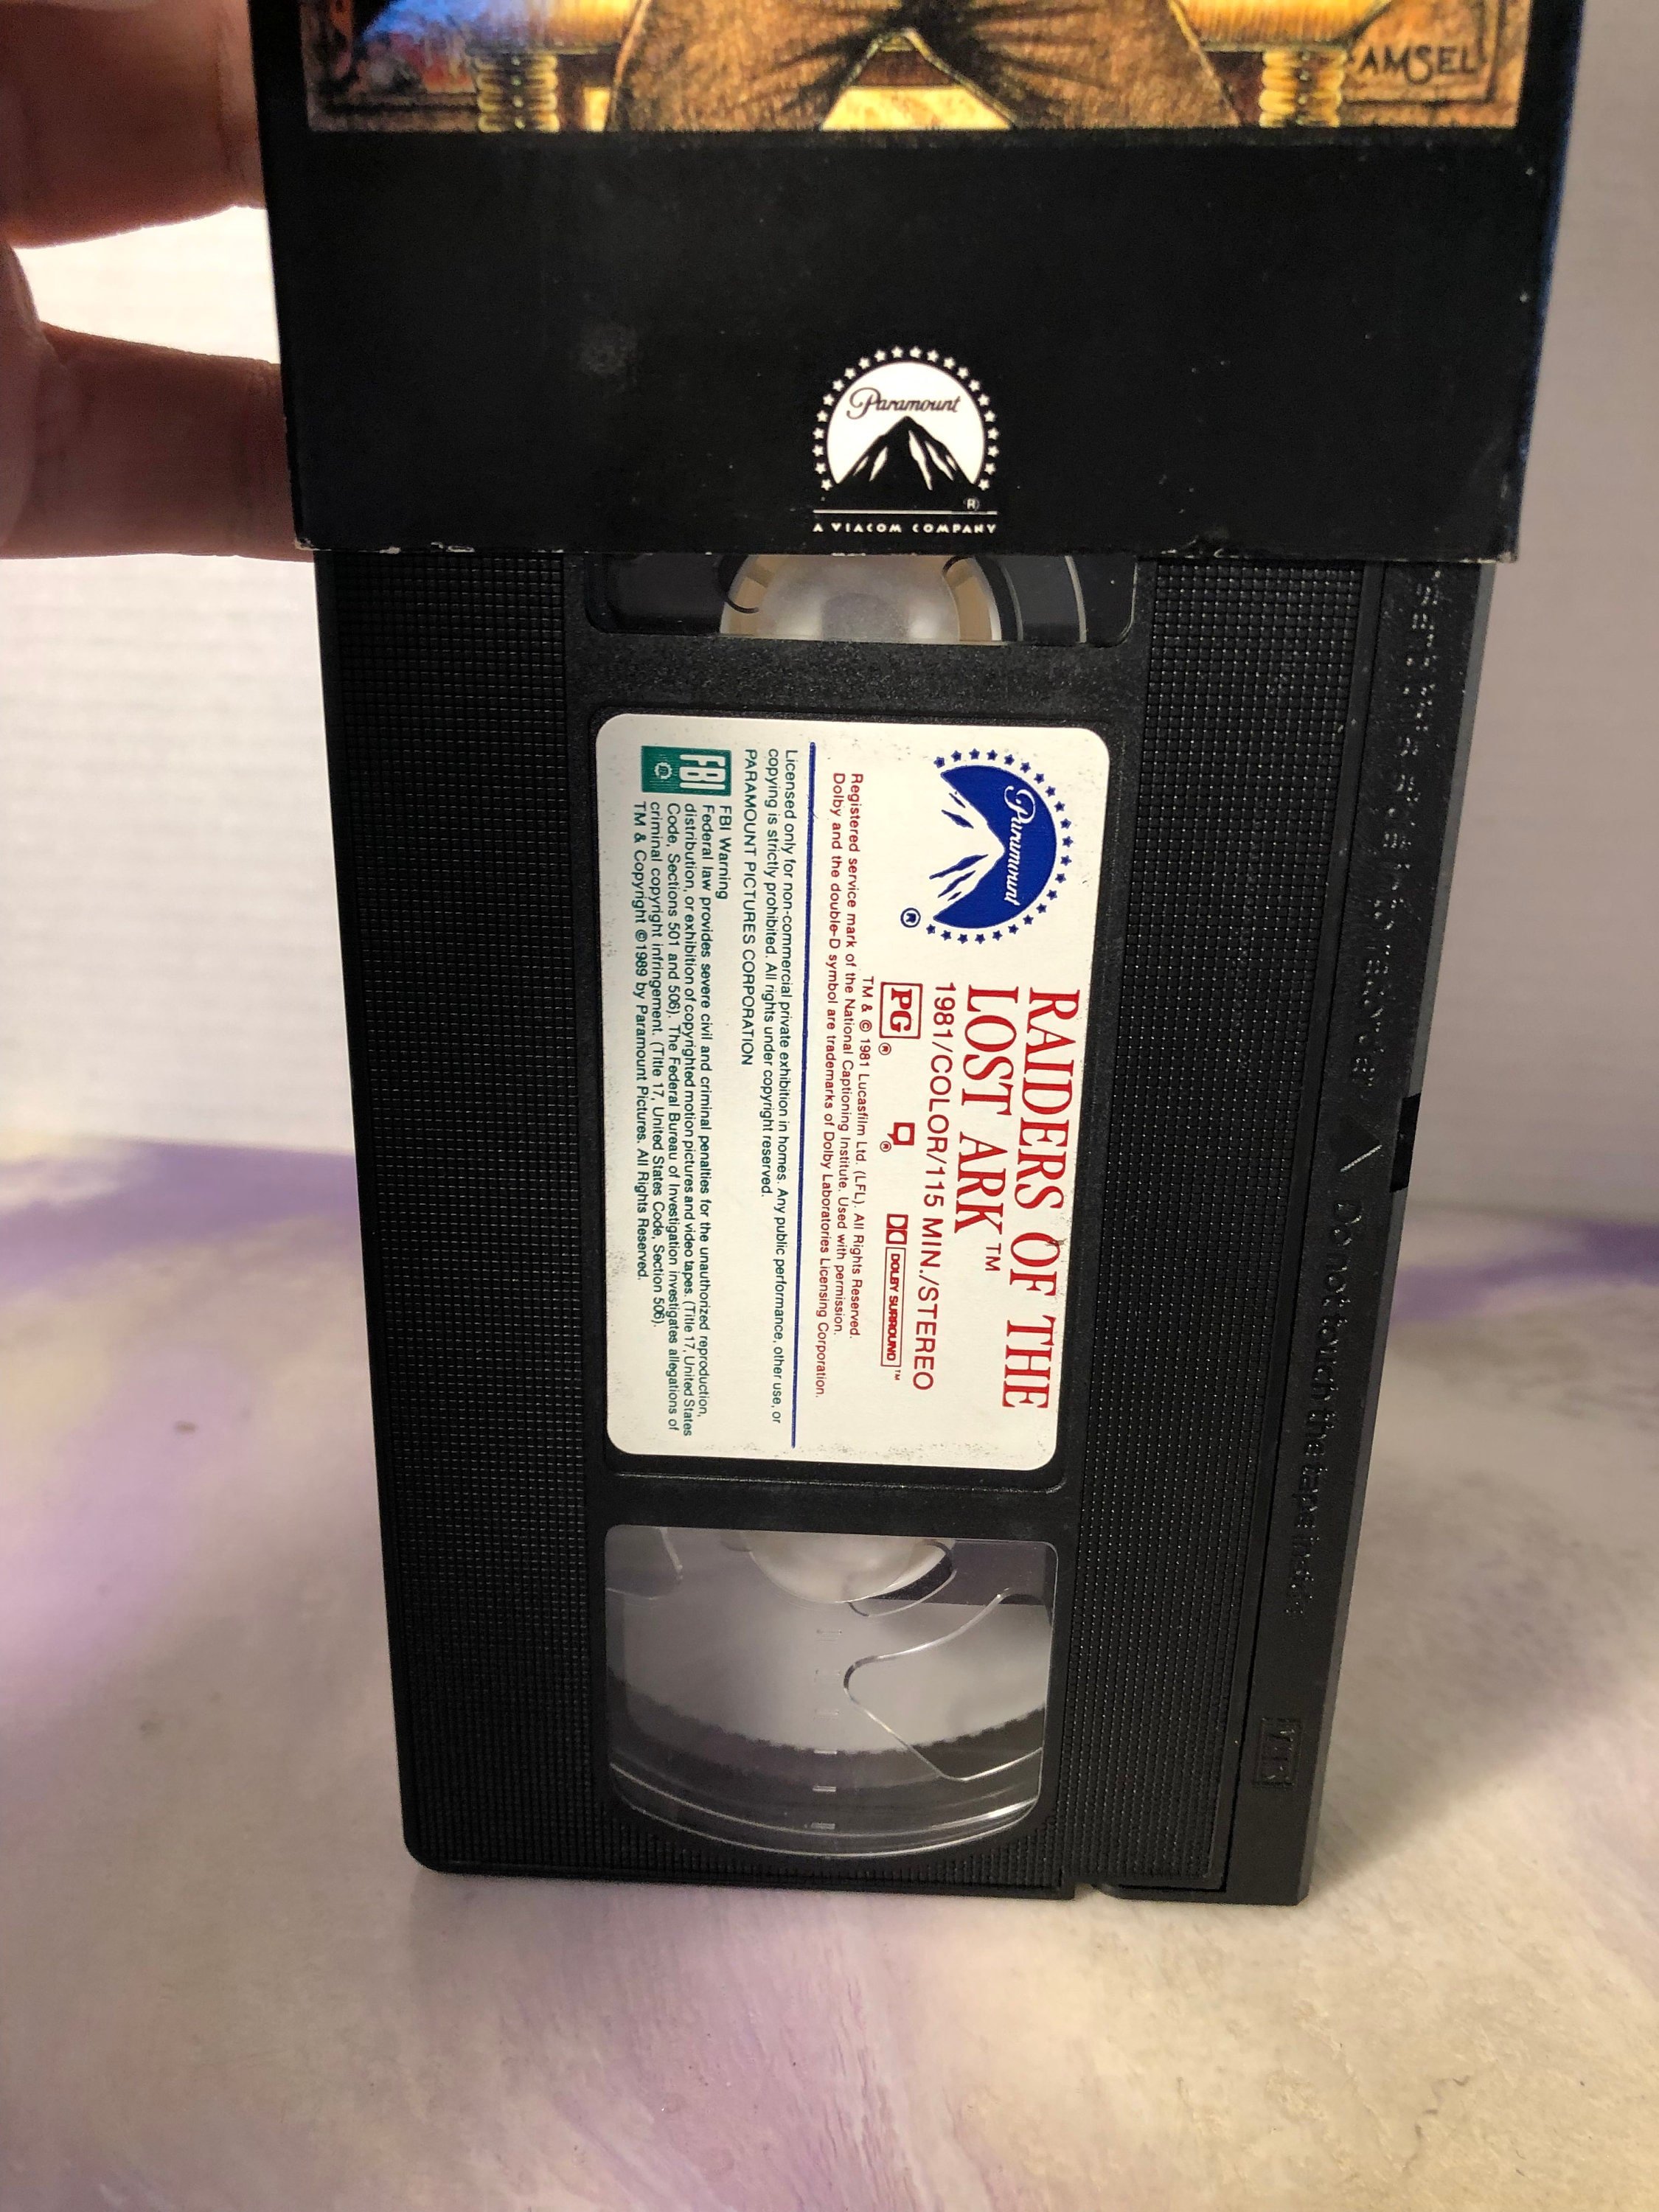 AMSEL
Paramount
®
A VIACOM COMPANY
Paramount
®
RAIDERS OF THE
LOST ARK™
1981/COLOR/115 MIN./STEREO
PG ® ® DOLBY SURROUND ™
TM & © 1981 Lucasfilm Ltd. (LFL). All Rights Reserved.
Registered service mark of the National Captioning Institute. Used with permission.
Dolby and the double-D symbol are trademarks of Dolby Laboratories Licensing Corporation.
Licensed only for non-commercial private exhibition in homes. Any public performance, other use, or
copying is strictly prohibited. All rights under copyright reserved.
PARAMOUNT PICTURES CORPORATION
FBI
FBI Warning
Federal law provides severe civil and criminal penalties for the unauthorized reproduction,
distribution, or exhibition of copyrighted motion pictures and video tapes. (Title 17, United States
Code, Sections 501 and 506). The Federal Bureau of Investigation investigates allegations of
criminal copyright infringement. (Title 17, United States Code, Section 506).
TM & Copyright © 1989 by Paramount Pictures. All Rights Reserved.
Do not touch the tape inside